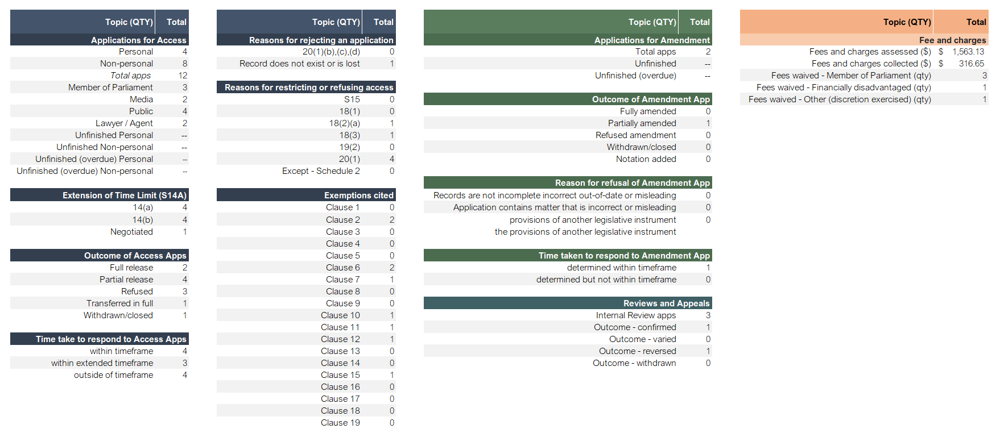 Topic (QTY) Total
Applications for Access
Personal 4
Non-personal 8
Total apps 12
Member of Parliament 3
Media 2
Public 4
Lawyer / Agent 2
Unfinished Personal --
Unfinished Non-personal --
Unfinished (overdue) Personal --
Unfinished (overdue) Non-personal --
Extension of Time Limit (S14A)
14(a) 4
14(b) 4
Negotiated 1
Outcome of Access Apps
Full release 2
Partial release 4
Refused 3
Transferred in full 1
Withdrawn/closed 1
Time take to respond to Access Apps
within timeframe 4
within extended timeframe 3
outside of timeframe 4
Topic (QTY) Total
Reasons for rejecting an application
20(1)(b),(c),(d) 0
Record does not exist or is lost 1
Reasons for restricting or refusing access
S15 0
18(1) 0
18(2)(a) 1
18(3) 1
19(2) 0
20(1) 4
Except - Schedule 2 0
Exemptions cited
Clause 1 0
Clause 2 2
Clause 3 0
Clause 4 0
Clause 5 0
Clause 6 2
Clause 7 1
Clause 8 0
Clause 9 0
Clause 10 1
Clause 11 1
Clause 12 1
Clause 13 0
Clause 14 0
Clause 15 1
Clause 16 0
Clause 17 0
Clause 18 0
Clause 19 0
Topic (QTY) Total
Applications for Amendment
Total apps 2
Unfinished --
Unfinished (overdue) --
Outcome of Amendment App
Fully amended 0
Partially amended 1
Refused amendment 0
Withdrawn/closed 0
Notation added 0
Reason for refusal of Amendment App
Records are not incomplete incorrect out-of-date or misleading 0
Application contains matter that is incorrect or misleading 0
provisions of another legislative instrument 0
the provisions of another legislative instrument
Time taken to respond to Amendment App
determined within timeframe 1
determined but not within timeframe 0
Reviews and Appeals
Internal Review apps 3
Outcome - confirmed 1
Outcome - varied 0
Outcome - reversed 1
Outcome - withdrawn 0
Topic (QTY) Total
Fee and charges
Fees and charges assessed ($) $ 1,563.13
Fees and charges collected ($) $ 316.65
Fees waived - Member of Parliament (qty) 3
Fees waived - Financially disadvantaged (qty) 1
Fees waived - Other (discretion exercised) (qty) 1